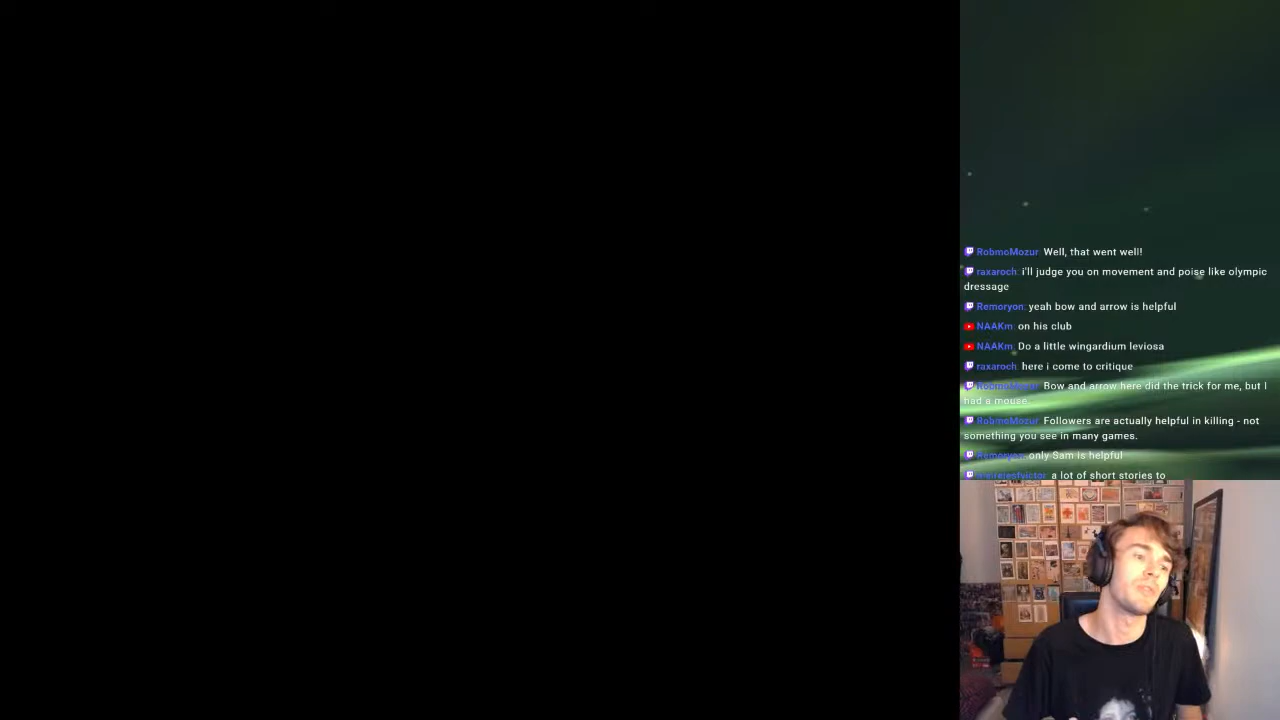 RobmoMozur: Well, that went well!
raxaroch: i'll judge you on movement and poise like olympic
dressage
Remoryon: yeah bow and arrow is helpful
NAAKm: on his club
NAAKm: Do a little wingardium leviosa
raxaroch: here i come to critique
RobmoMozur: Bow and arrow here did the trick for me, but I
had a mouse.
RobmoMozur: Followers are actually helpful in killing - not
something you see in many games.
Remoryon: only Sam is helpful
a lot of short stories to